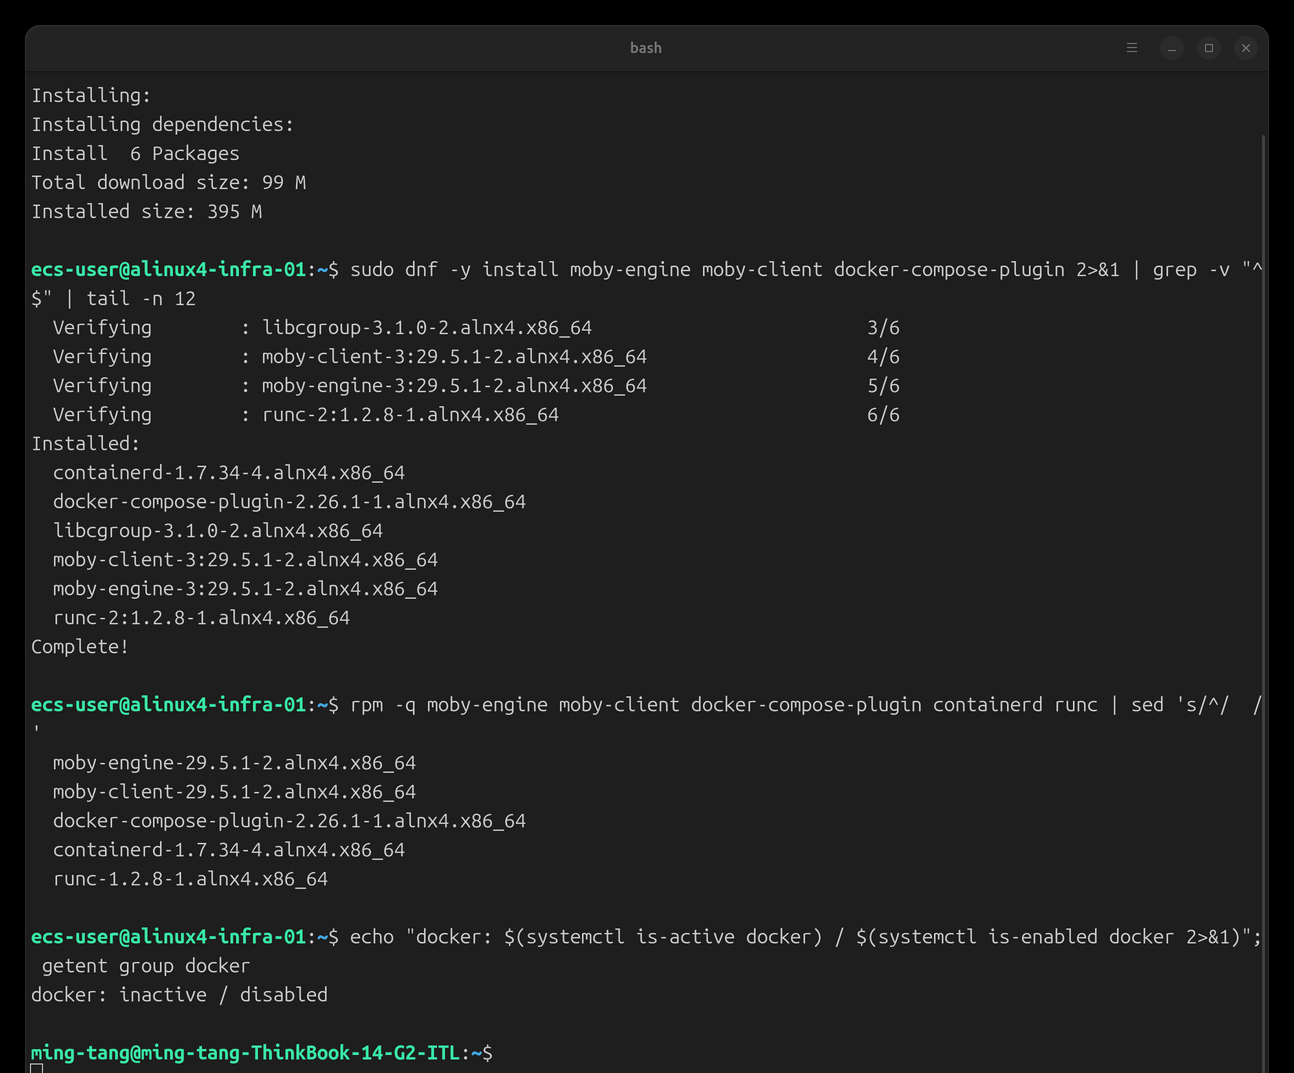 bash
Installing:
Installing dependencies:
Install  6 Packages
Total download size: 99 M
Installed size: 395 M
ecs-user@alinux4-infra-01:~$ sudo dnf -y install moby-engine moby-client docker-compose-plugin 2>&1 | grep -v "^
$" | tail -n 12
  Verifying        : libcgroup-3.1.0-2.alnx4.x86_64                         3/6
  Verifying        : moby-client-3:29.5.1-2.alnx4.x86_64                    4/6
  Verifying        : moby-engine-3:29.5.1-2.alnx4.x86_64                    5/6
  Verifying        : runc-2:1.2.8-1.alnx4.x86_64                            6/6
Installed:
  containerd-1.7.34-4.alnx4.x86_64
  docker-compose-plugin-2.26.1-1.alnx4.x86_64
  libcgroup-3.1.0-2.alnx4.x86_64
  moby-client-3:29.5.1-2.alnx4.x86_64
  moby-engine-3:29.5.1-2.alnx4.x86_64
  runc-2:1.2.8-1.alnx4.x86_64
Complete!
ecs-user@alinux4-infra-01:~$ rpm -q moby-engine moby-client docker-compose-plugin containerd runc | sed 's/^/  /
'
  moby-engine-29.5.1-2.alnx4.x86_64
  moby-client-29.5.1-2.alnx4.x86_64
  docker-compose-plugin-2.26.1-1.alnx4.x86_64
  containerd-1.7.34-4.alnx4.x86_64
  runc-1.2.8-1.alnx4.x86_64
ecs-user@alinux4-infra-01:~$ echo "docker: $(systemctl is-active docker) / $(systemctl is-enabled docker 2>&1)";
 getent group docker
docker: inactive / disabled
ming-tang@ming-tang-ThinkBook-14-G2-ITL:~$